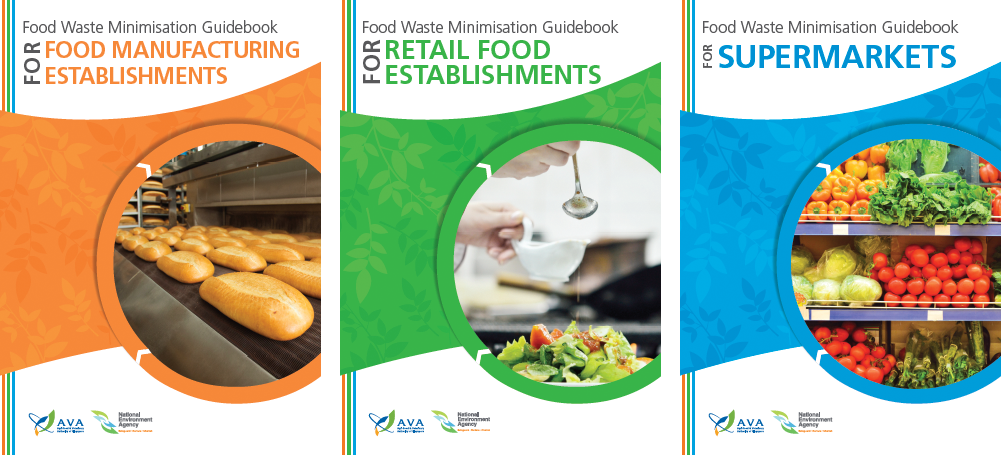 Food Waste Minimisation Guidebook
FOR
FOOD MANUFACTURING
ESTABLISHMENTS
AVA
National
Environment
Agency
Food Waste Minimisation Guidebook
FOR
RETAIL FOOD
ESTABLISHMENTS
AVA
National
Environment
Agency
Food Waste Minimisation Guidebook
FOR
SUPERMARKETS
AVA
National
Environment
Agency